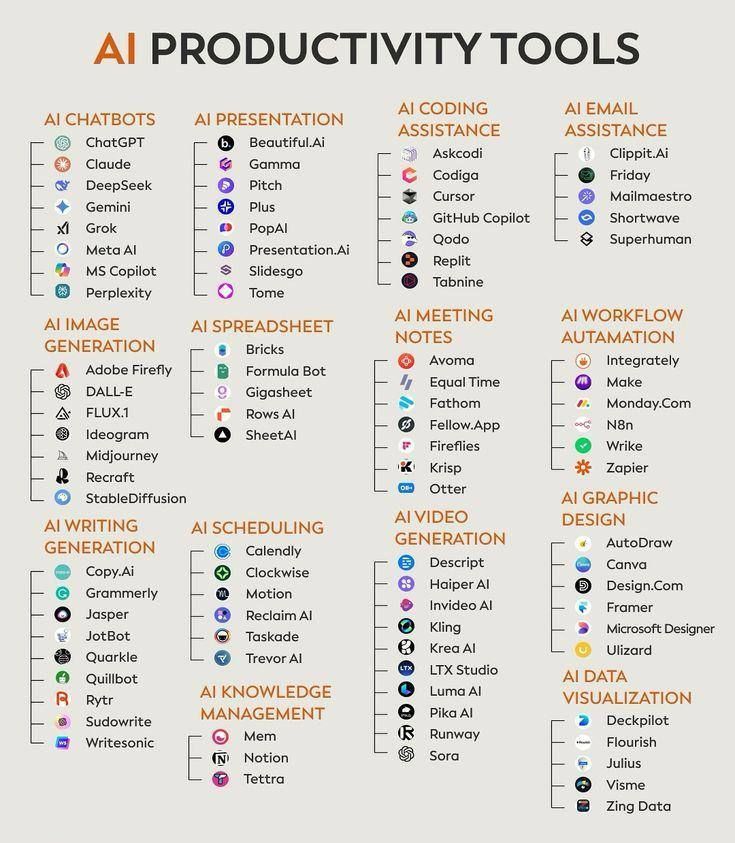 AI PRODUCTIVITY TOOLS
AI CHATBOTS
ChatGPT
Claude
DeepSeek
Gemini
Grok
Meta AI
MS Copilot
Perplexity
AI PRESENTATION
Beautiful.Ai
Gamma
Pitch
Plus
PopAI
Presentation.Ai
Slidesgo
Tome
AI CODING
ASSISTANCE
Askcodi
Codiga
Cursor
GitHub Copilot
Qodo
Replit
Tabnine
AI EMAIL
ASSISTANCE
Clippit.Ai
Friday
Mailmaestro
Shortwave
Superhuman
AI IMAGE
GENERATION
Adobe Firefly
DALL-E
FLUX.1
Ideogram
Midjourney
Recraft
StableDiffusion
AI SPREADSHEET
Bricks
Formula Bot
Gigasheet
Rows AI
SheetAI
AI MEETING
NOTES
Avoma
Equal Time
Fathom
Fellow.App
Fireflies
Krisp
Otter
AI WORKFLOW
AUTAMATION
Integrately
Make
Monday.Com
N8n
Wrike
Zapier
AI WRITING
GENERATION
Copy.Ai
Grammerly
Jasper
JotBot
Quarkle
Quillbot
Rytr
Sudowrite
Writesonic
AI SCHEDULING
Calendly
Clockwise
Motion
Reclaim AI
Taskade
Trevor AI
AI KNOWLEDGE
MANAGEMENT
Mem
Notion
Tettra
AI VIDEO
GENERATION
Descript
Haiper AI
Invideo AI
Kling
Krea AI
LTX
LTX Studio
Luma AI
Pika AI
Runway
Sora
AI GRAPHIC
DESIGN
AutoDraw
Canva
Design.Com
Framer
Microsoft Designer
Ulizard
AI DATA
VISUALIZATION
Deckpilot
Flourish
Julius
Visme
Zing Data